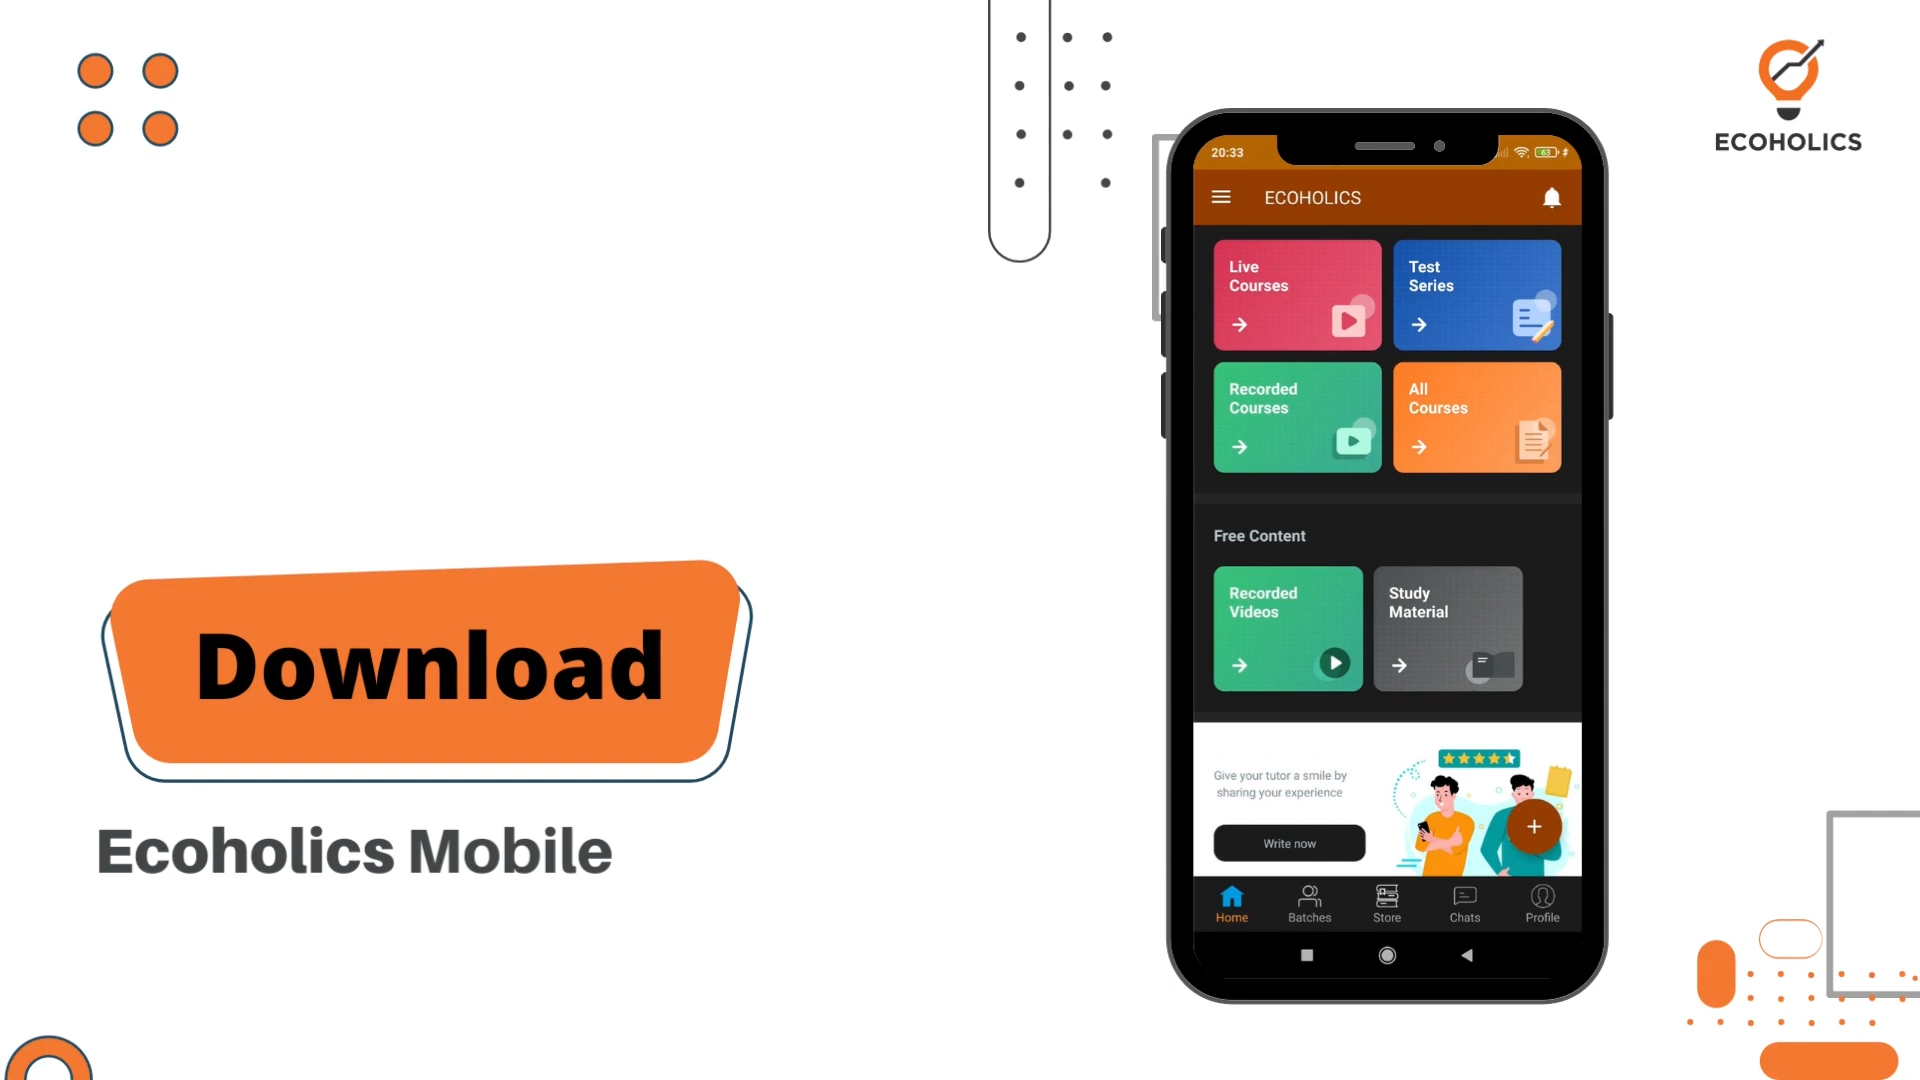 Download
Ecoholics Mobile
20:33
63
ECOHOLICS
Live
Courses
Test
Series
Recorded
Courses
All
Courses
Free Content
Recorded
Videos
Study
Material
Give your tutor a smile by
sharing your experience
Write now
Home
Batches
Store
Chats
Profile
ECOHOLICS